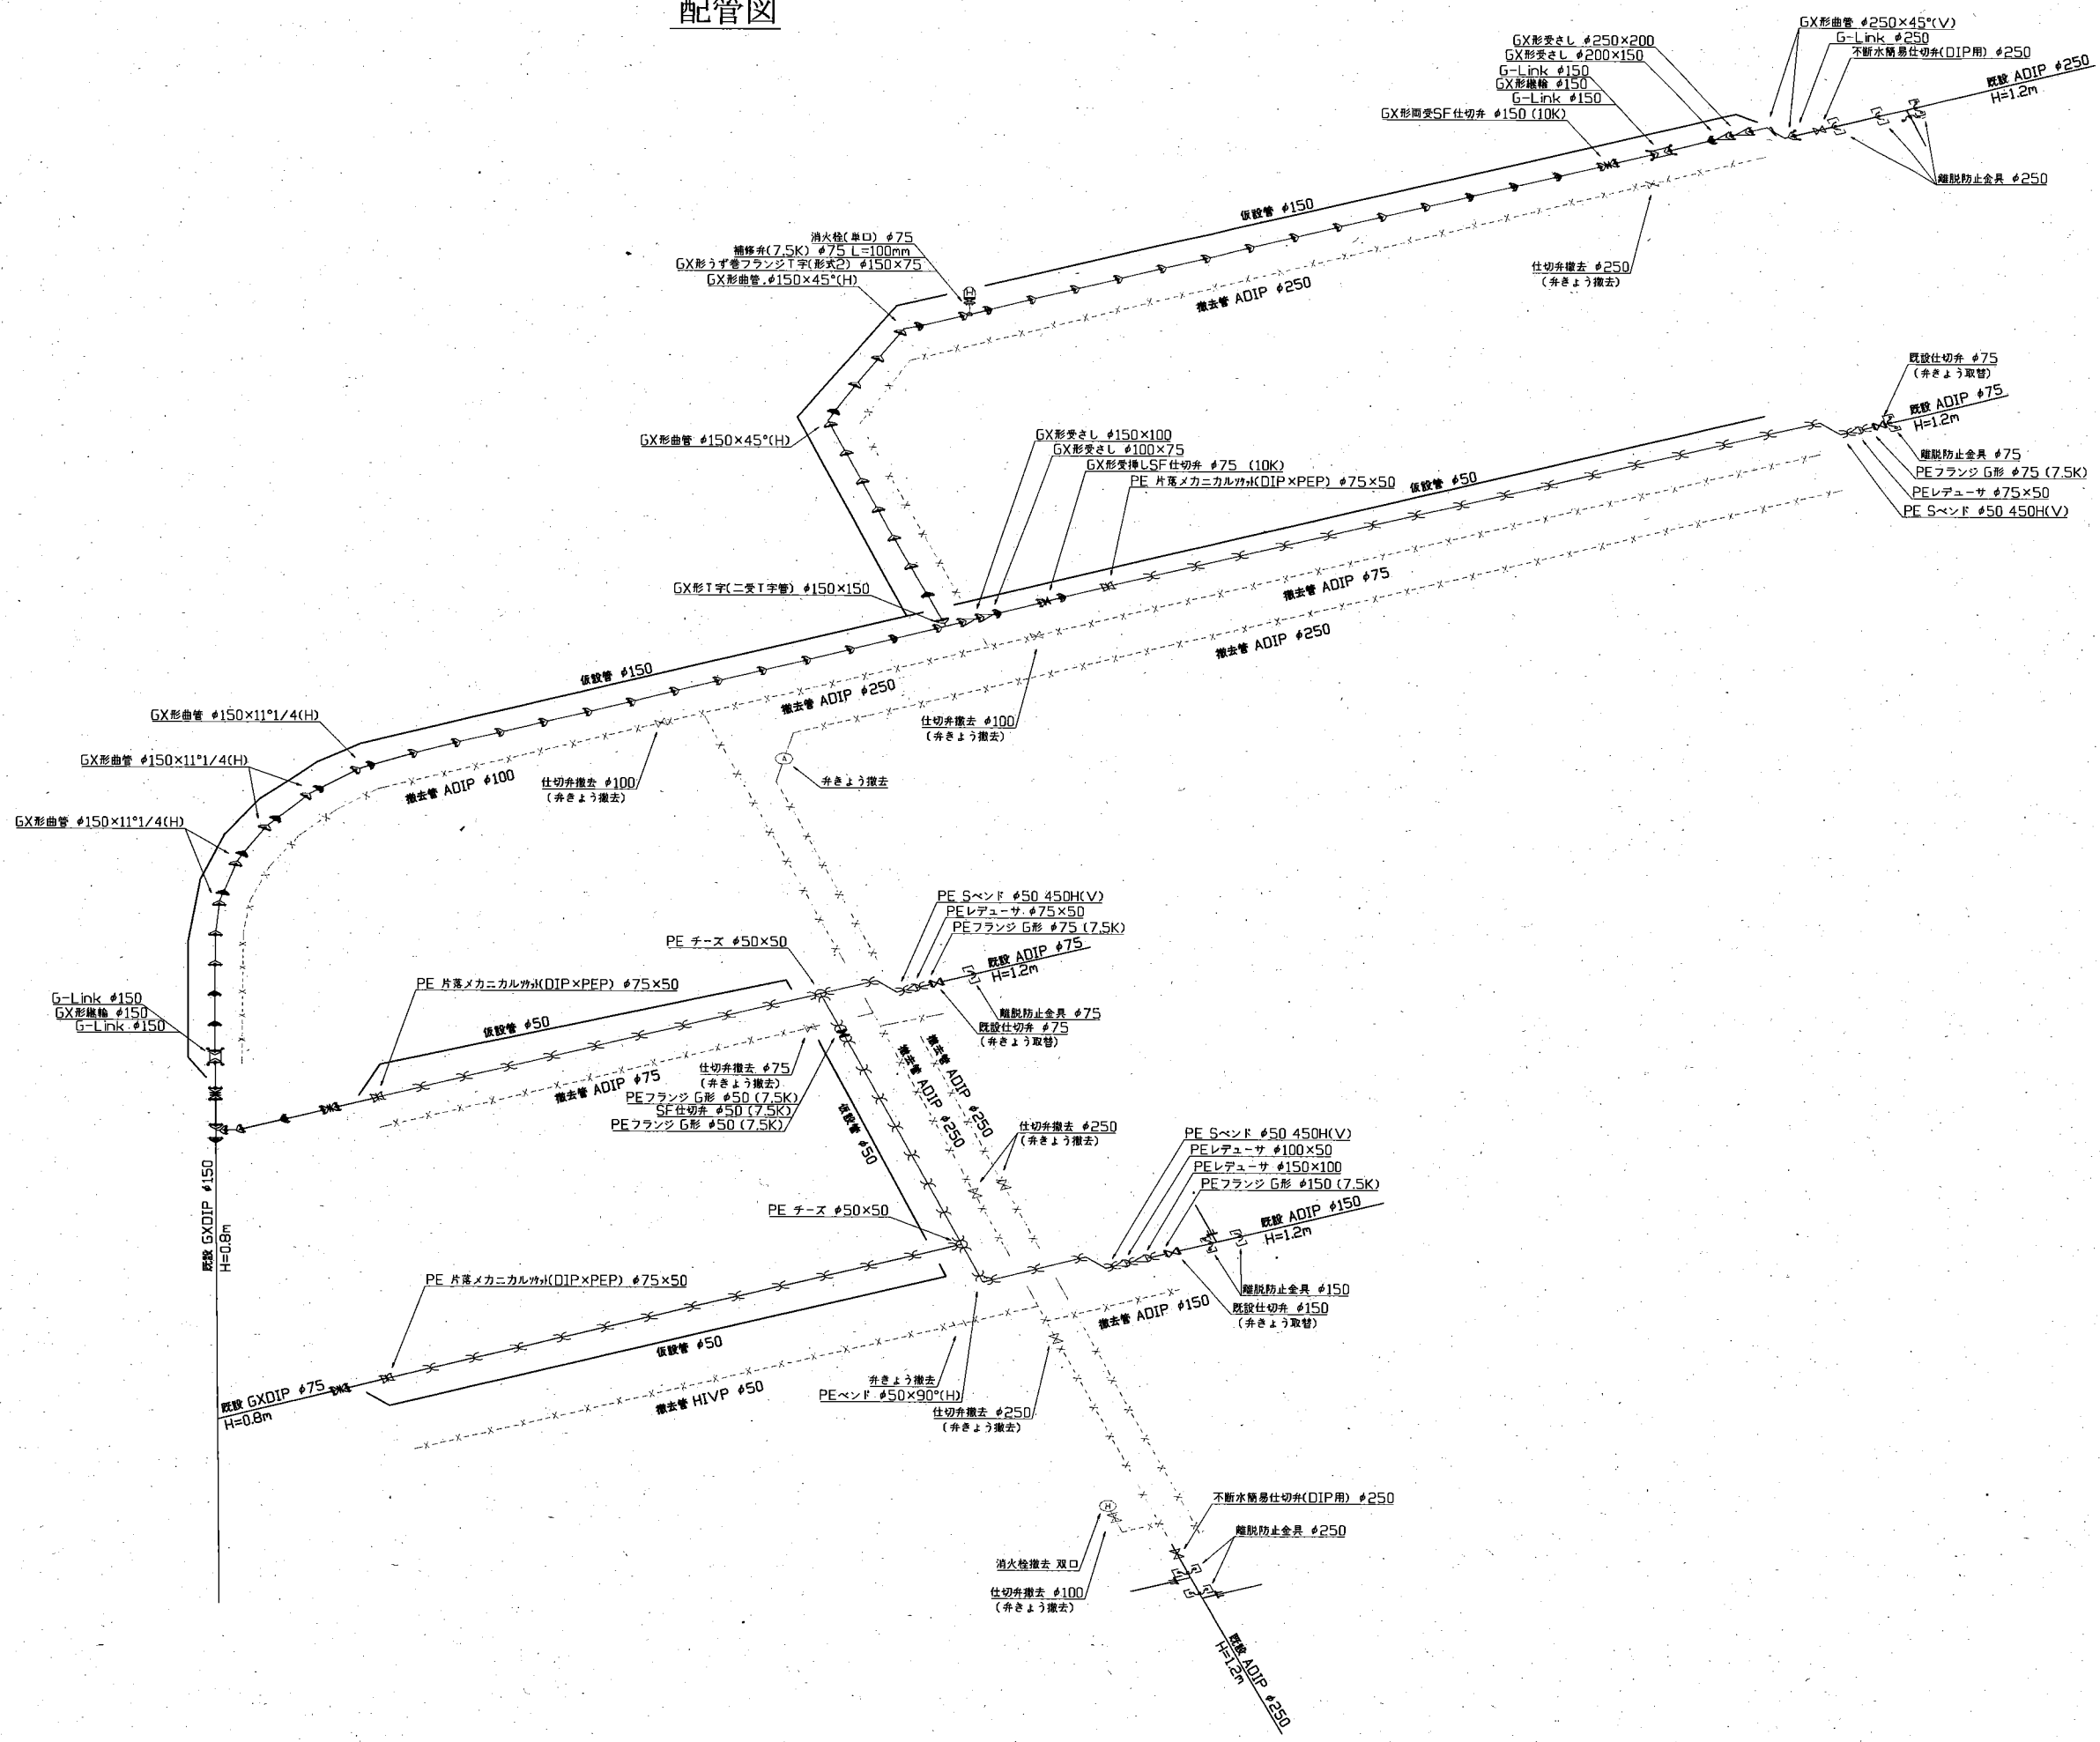 配管図
GX形曲管 φ250×45°(V)
G-Link φ250
不断水簡易仕切弁(DIP用) φ250
既設 ADIP φ250
H=1.2m
GX形受さし φ250×200
GX形受さし φ200×150
G-Link φ150
GX形継輪 φ150
G-Link φ150
GX形両受SF仕切弁 φ150 (10K)
離脱防止金具 φ250
仮設管 φ150
消火栓(単口) φ75
補修弁(7.5K) φ75 L=100mm
GX形うず巻フランジT字(形式2) φ150×75
GX形曲管 φ150×45°(H)
仕切弁撤去 φ250
(弁きょう撤去)
撤去管 ADIP φ250
既設仕切弁 φ75
(弁きょう取替)
既設 ADIP φ75
H=1.2m
離脱防止金具 φ75
PEフランジ G形 φ75 (7.5K)
PEレデューサ φ75×50
PE Sベンド φ50 450H(V)
GX形曲管 φ150×45°(H)
GX形受さし φ150×100
GX形受さし φ100×75
GX形受挿しSF仕切弁 φ75 (10K)
PE 片落メカニカルソケット(DIP×PEP) φ75×50
仮設管 φ50
GX形T字(二受T字管) φ150×150
撤去管 ADIP φ75
撤去管 ADIP φ250
仮設管 φ150
撤去管 ADIP φ250
仕切弁撤去 φ100
(弁きょう撤去)
GX形曲管 φ150×11°1/4(H)
GX形曲管 φ150×11°1/4(H)
撤去管 ADIP φ100
仕切弁撤去 φ100
(弁きょう撤去)
A
弁きょう撤去
GX形曲管 φ150×11°1/4(H)
PE Sベンド φ50 450H(V)
PEレデューサ φ75×50
PEフランジ G形 φ75 (7.5K)
PE チーズ φ50×50
既設 ADIP φ75
H=1.2m
PE 片落メカニカルソケット(DIP×PEP) φ75×50
G-Link φ150
GX形継輪 φ150
G-Link φ150
仮設管 φ50
離脱防止金具 φ75
既設仕切弁 φ75
(弁きょう取替)
撤去管 ADIP φ250
撤去管 ADIP φ250
仕切弁撤去 φ75
(弁きょう撤去)
撤去管 ADIP φ75
PEフランジ G形 φ50 (7.5K)
SF仕切弁 φ50 (7.5K)
PEフランジ G形 φ50 (7.5K)
仮設管 φ50
仕切弁撤去 φ250
(弁きょう撤去)
PE Sベンド φ50 450H(V)
PEレデューサ φ100×50
PEレデューサ φ150×100
PEフランジ G形 φ150 (7.5K)
既設 GXDIP φ150
H=0.8m
PE チーズ φ50×50
既設 ADIP φ150
H=1.2m
PE 片落メカニカルソケット(DIP×PEP) φ75×50
離脱防止金具 φ150
既設仕切弁 φ150
(弁きょう取替)
撤去管 ADIP φ150
仮設管 φ50
既設 GXDIP φ75
H=0.8m
撤去管 HIVP φ50
弁きょう撤去
PEベンド φ50×90°(H)
仕切弁撤去 φ250
(弁きょう撤去)
不断水簡易仕切弁(DIP用) φ250
離脱防止金具 φ250
消火栓撤去 双口
仕切弁撤去 φ100
(弁きょう撤去)
既設 ADIP φ250
H=1.2m